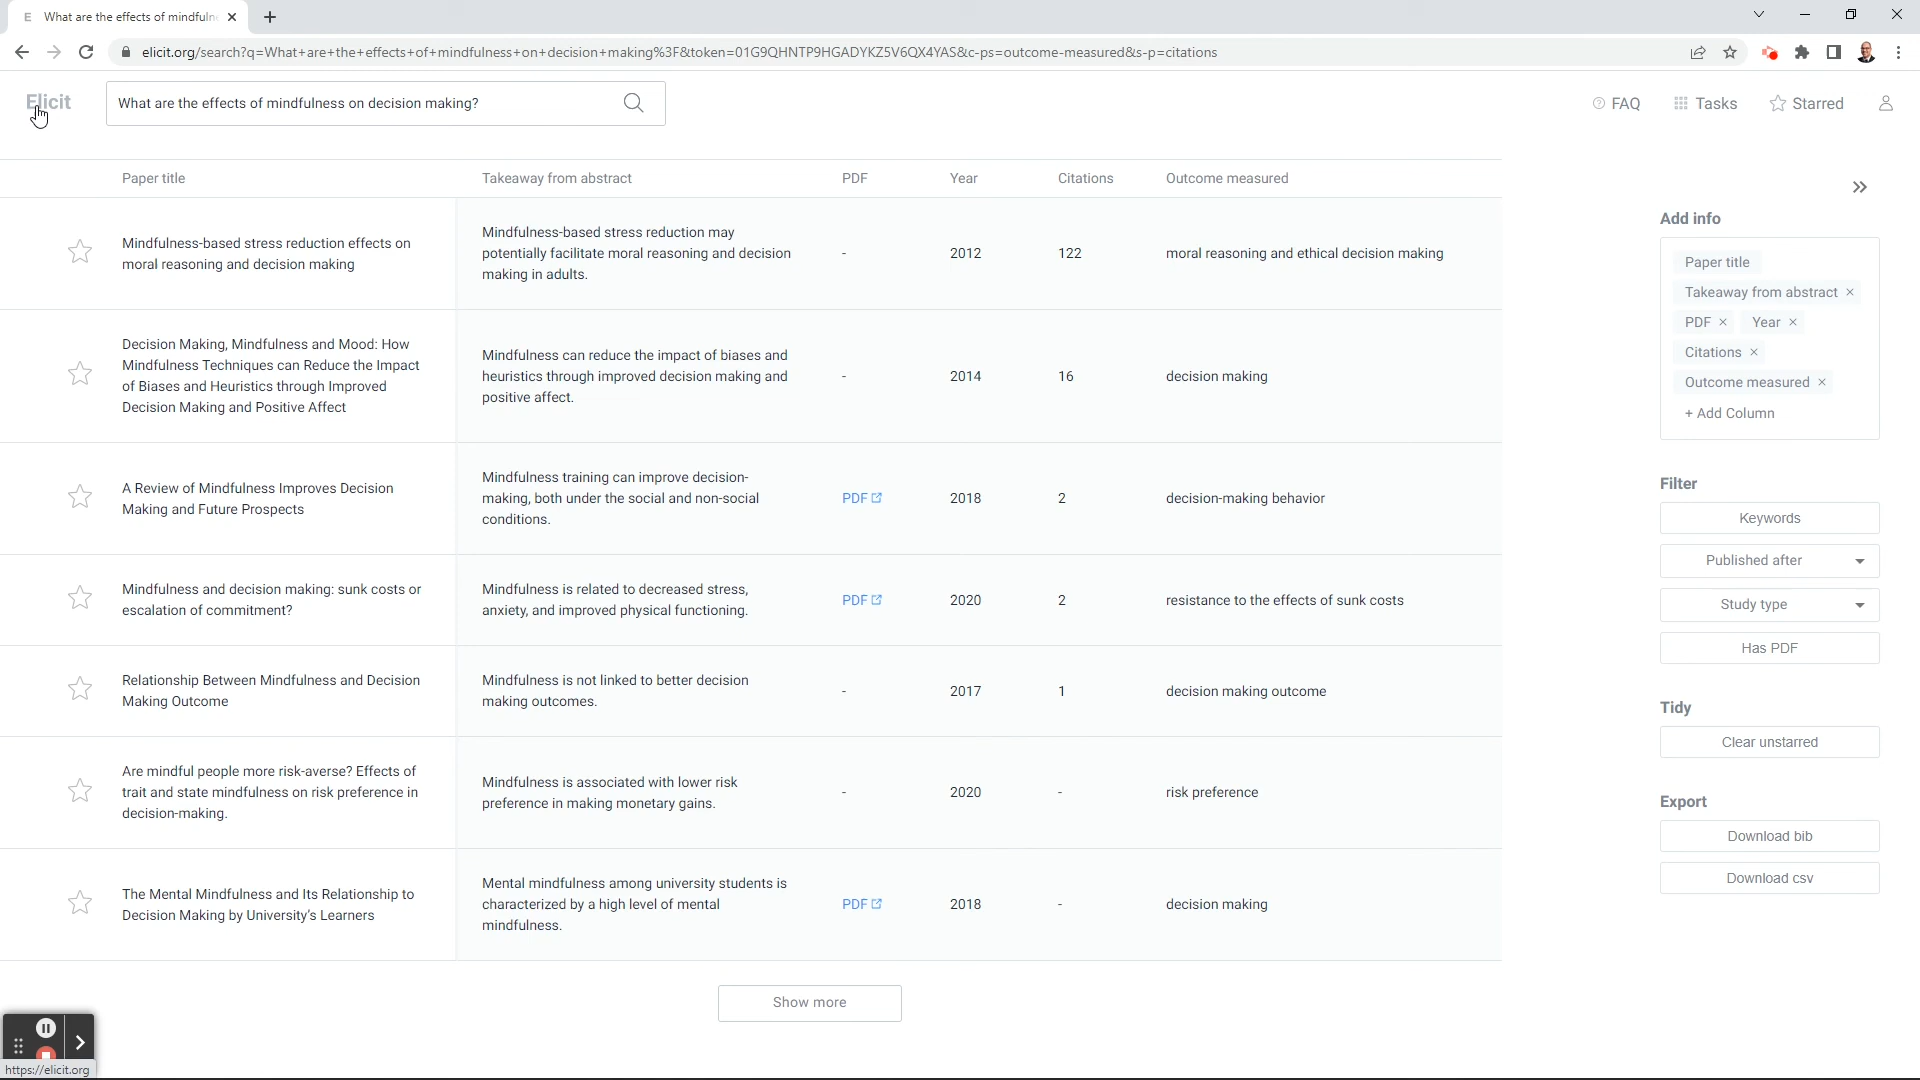 E What are the effects of mindfuln
elicit.org/search?q=What+are+the+effects+of+mindfulness+on+decision+making%3F&token=01G9QHNTP9HGADYKZ5V6QX4YAS&c-ps=outcome-measured&s-p=citations
Elicit What are the effects of mindfulness on decision making? FAQ Tasks Starred
Paper title Takeaway from abstract PDF Year Citations Outcome measured
Mindfulness-based stress reduction effects on
moral reasoning and decision making
Mindfulness-based stress reduction may
potentially facilitate moral reasoning and decision
making in adults.
- 2012 122 moral reasoning and ethical decision making
Decision Making, Mindfulness and Mood: How
Mindfulness Techniques can Reduce the Impact
of Biases and Heuristics through Improved
Decision Making and Positive Affect
Mindfulness can reduce the impact of biases and
heuristics through improved decision making and
positive affect.
- 2014 16 decision making
A Review of Mindfulness Improves Decision
Making and Future Prospects
Mindfulness training can improve decision-
making, both under the social and non-social
conditions.
PDF 2018 2 decision-making behavior
Mindfulness and decision making: sunk costs or
escalation of commitment?
Mindfulness is related to decreased stress,
anxiety, and improved physical functioning.
PDF 2020 2 resistance to the effects of sunk costs
Relationship Between Mindfulness and Decision
Making Outcome
Mindfulness is not linked to better decision
making outcomes.
- 2017 1 decision making outcome
Are mindful people more risk-averse? Effects of
trait and state mindfulness on risk preference in
decision-making.
Mindfulness is associated with lower risk
preference in making monetary gains.
- 2020 - risk preference
The Mental Mindfulness and Its Relationship to
Decision Making by University's Learners
Mental mindfulness among university students is
characterized by a high level of mental
mindfulness.
PDF 2018 - decision making
Show more
Add info
Paper title
Takeaway from abstract ×
PDF × Year ×
Citations ×
Outcome measured ×
+ Add Column
Filter
Keywords
Published after
Study type
Has PDF
Tidy
Clear unstarred
Export
Download bib
Download csv
https://elicit.org